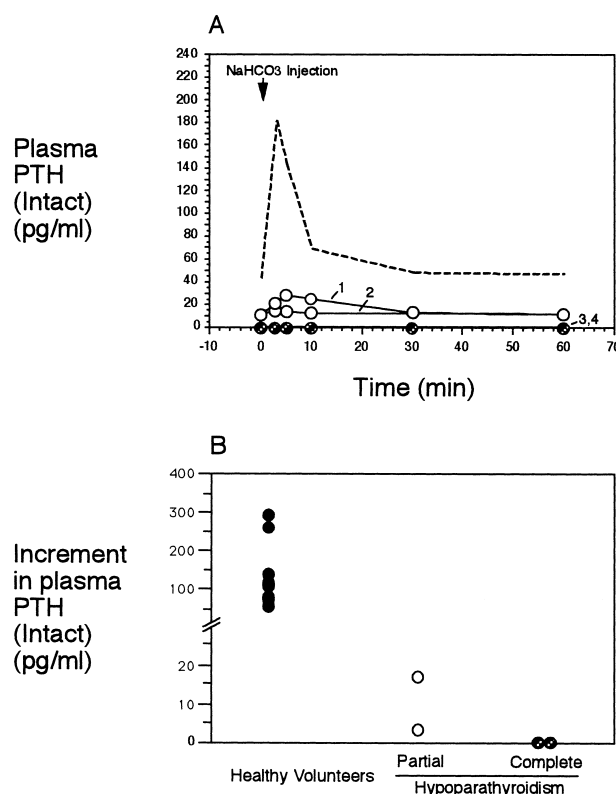 A
240
220
200
180
160
140
120
100
80
60
40
20
0
NaHCO3 Injection
Plasma
PTH
(Intact)
(pg/ml)
1
2
3,4
-10 0 10 20 30 40 50 60 70
Time (min)
B
400
300
200
100
20
10
0
Increment
in plasma
PTH
(Intact)
(pg/ml)
Partial Complete
Healthy Volunteers
Hypoparathyroidism